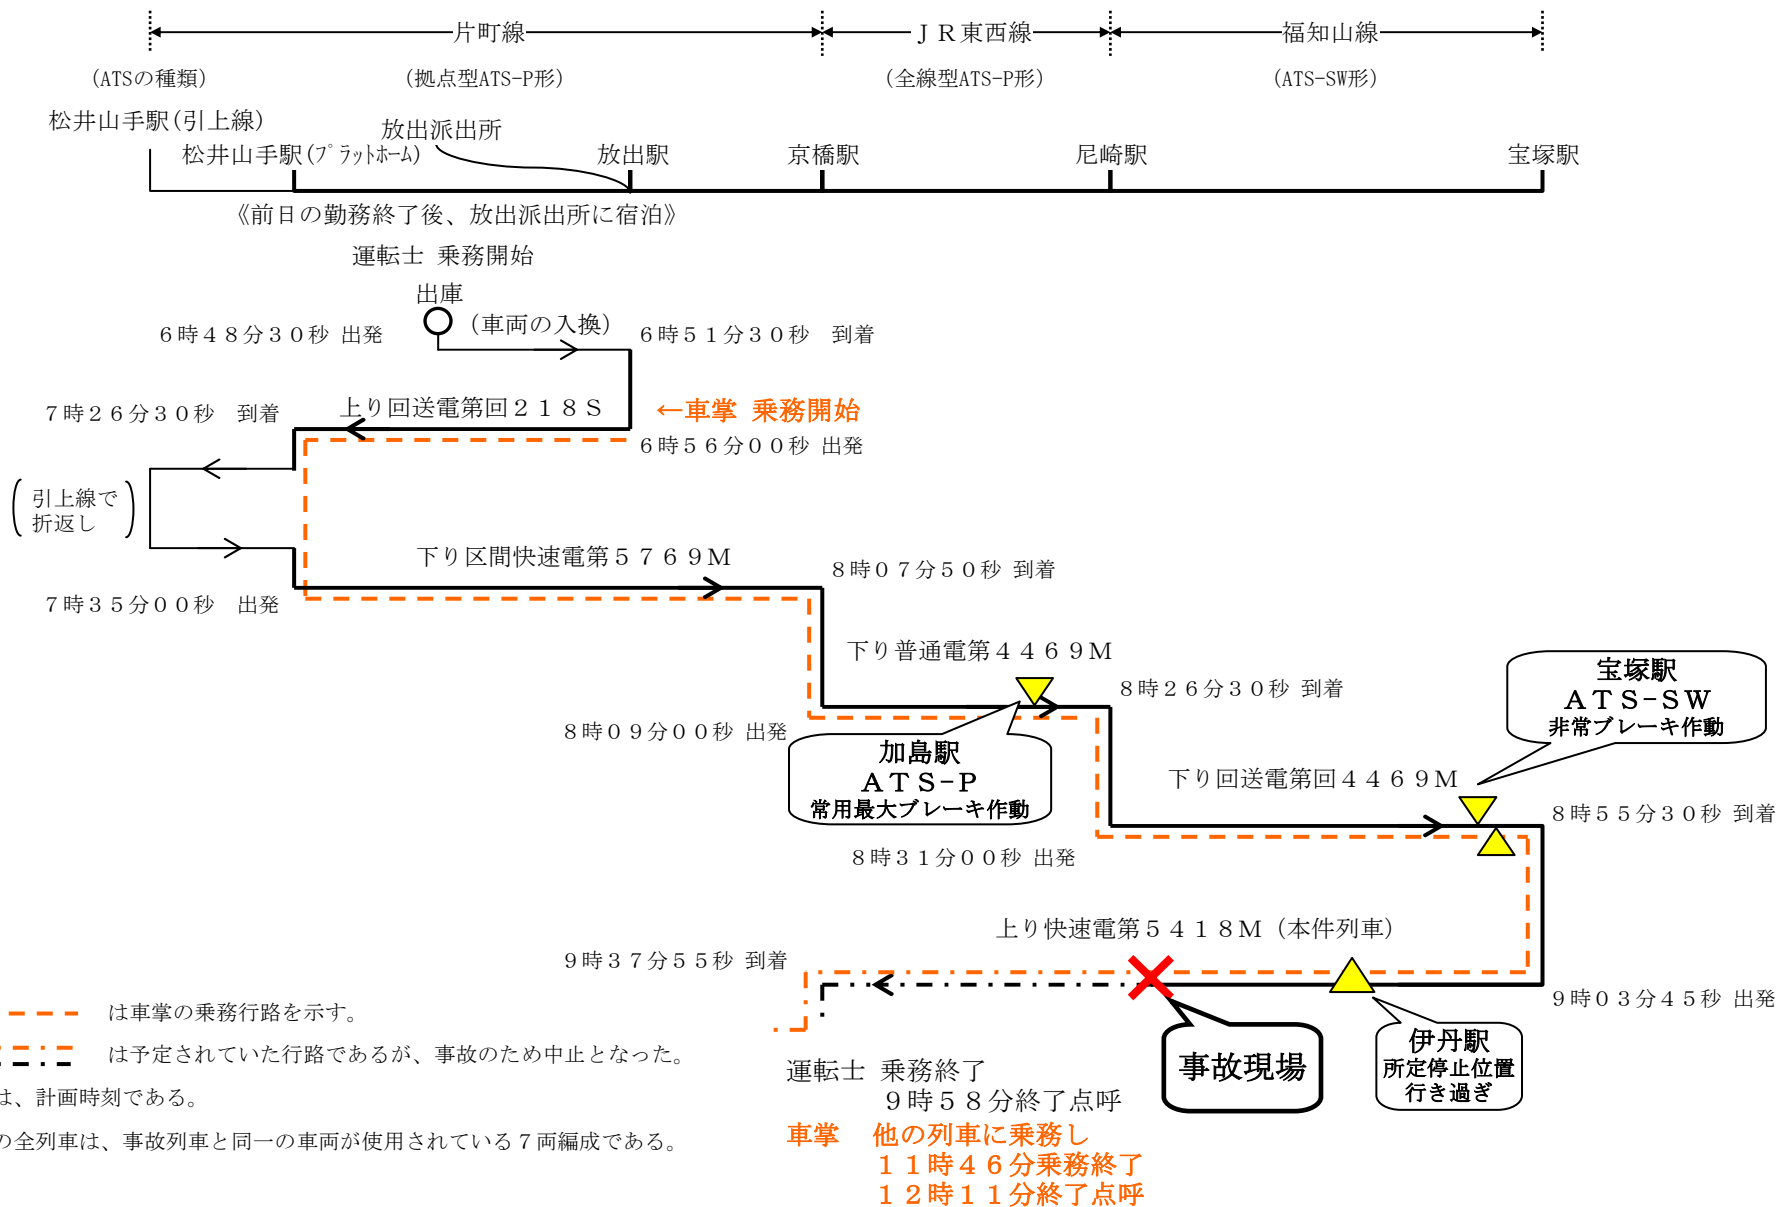 片町線
ＪＲ東西線
福知山線
(ATSの種類)
(拠点型ATS-P形)
(全線型ATS-P形)
(ATS-SW形)
松井山手駅(引上線)
松井山手駅(ﾌﾟﾗｯﾄﾎｰﾑ)
放出派出所
放出駅
京橋駅
尼崎駅
宝塚駅
《前日の勤務終了後、放出派出所に宿泊》
運転士 乗務開始
出庫
(車両の入換)
６時４８分３０秒 出発
６時５１分３０秒 到着
７時２６分３０秒 到着
上り回送電第回２１８Ｓ
←車掌 乗務開始
６時５６分００秒 出発
引上線で
折返し
下り区間快速電第５７６９Ｍ
７時３５分００秒 出発
８時０７分５０秒 到着
下り普通電第４４６９Ｍ
８時２６分３０秒 到着
８時０９分００秒 出発
加島駅
ＡＴＳ-Ｐ
常用最大ブレーキ作動
宝塚駅
ＡＴＳ-ＳＷ
非常ブレーキ作動
下り回送電第回４４６９Ｍ
８時５５分３０秒 到着
８時３１分００秒 出発
上り快速電第５４１８Ｍ（本件列車）
９時３７分５５秒 到着
９時０３分４５秒 出発
事故現場
伊丹駅
所定停止位置
行き過ぎ
は車掌の乗務行路を示す。
は予定されていた行路であるが、事故のため中止となった。
は、計画時刻である。
の全列車は、事故列車と同一の車両が使用されている７両編成である。
運転士 乗務終了
９時５８分終了点呼
車掌 他の列車に乗務し
１１時４６分乗務終了
１２時１１分終了点呼